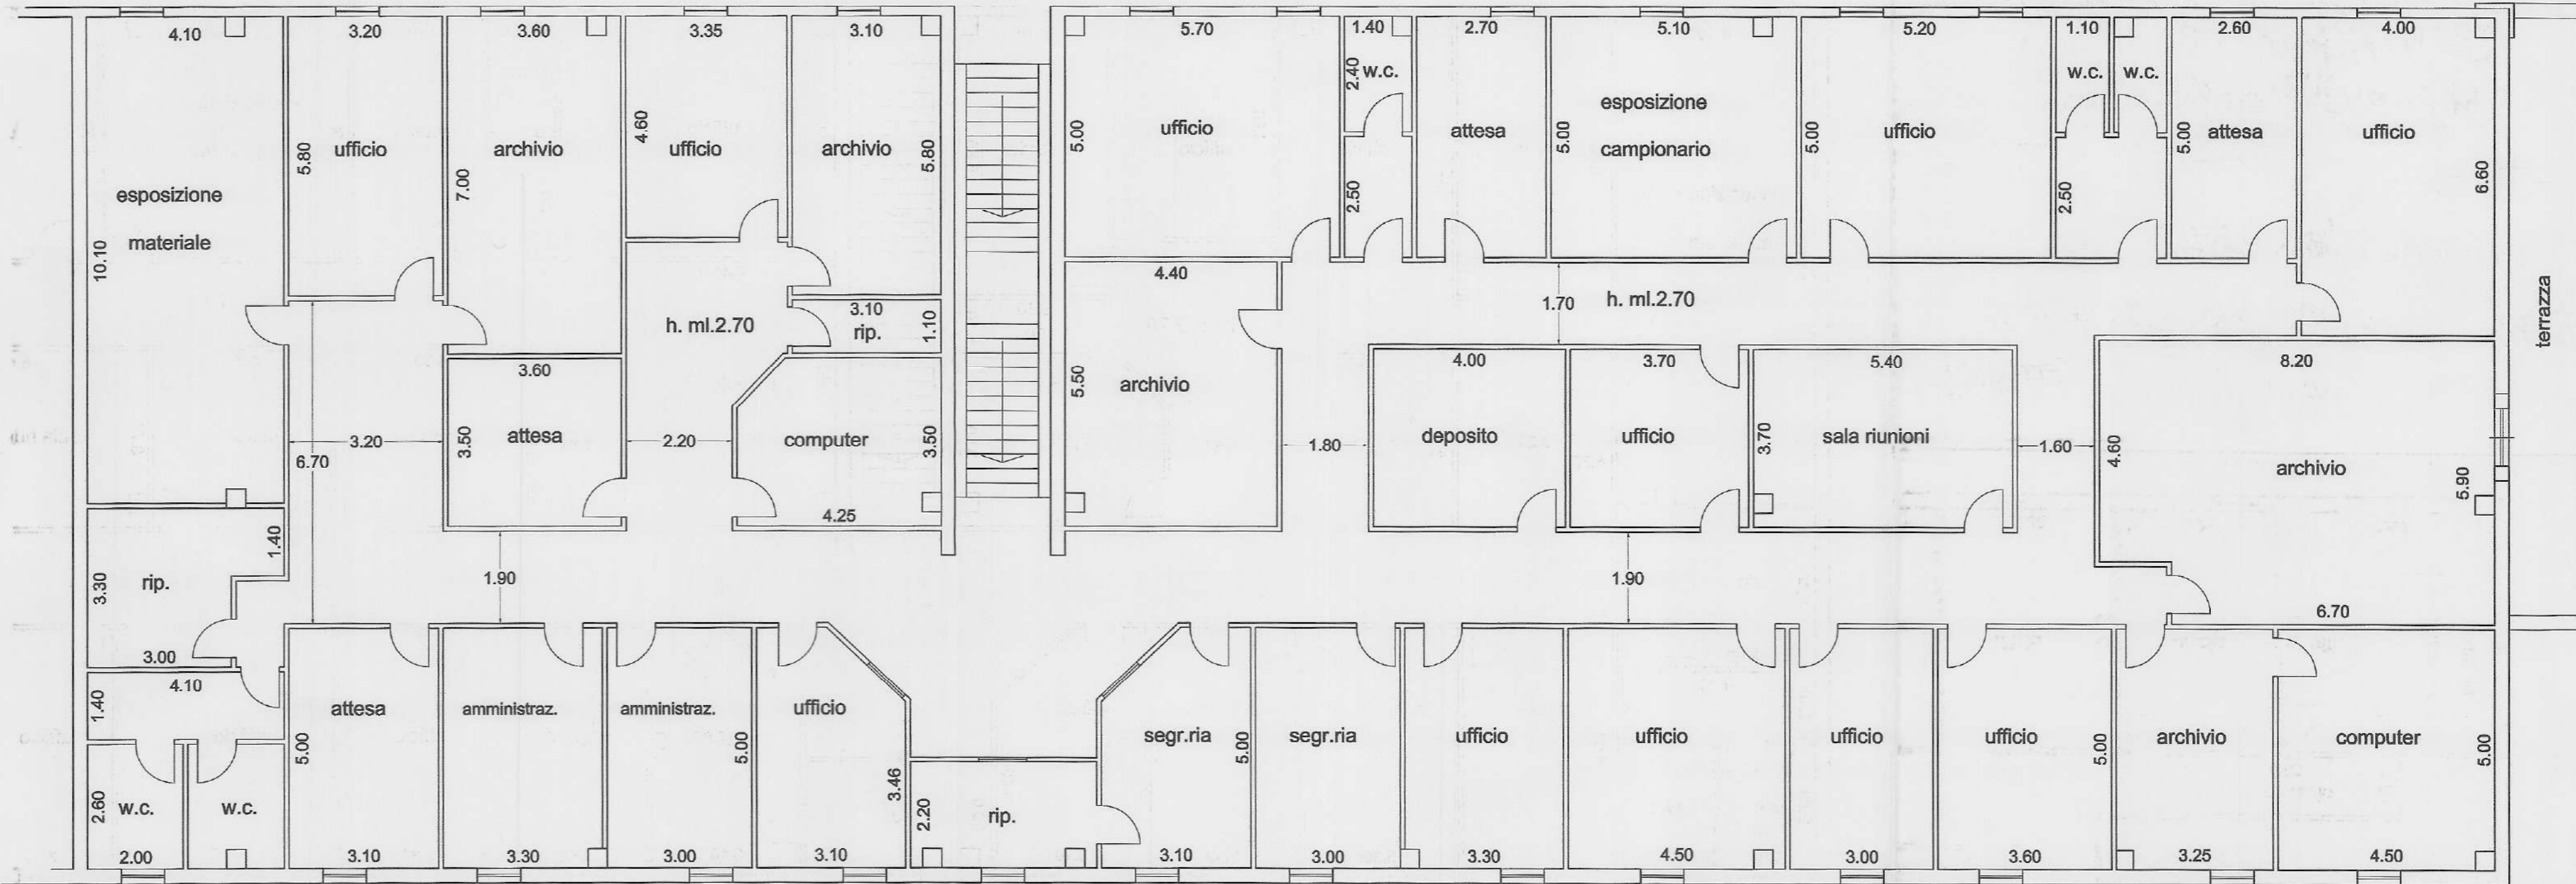 4.10
3.20
3.60
3.35
3.10
5.70
1.40
2.70
5.10
5.20
1.10
2.60
4.00
2.40
w.c.
w.c.
w.c.
esposizione
campionario
4.60
5.00
ufficio
attesa
5.00
5.00
ufficio
5.00
attesa
ufficio
5.80
ufficio
archivio
ufficio
archivio
5.80
7.00
2.50
2.50
6.60
esposizione
materiale
10.10
4.40
1.70
h. ml.2.70
terrazza
3.10
rip.
1.10
h. ml.2.70
3.60
4.00
3.70
5.40
8.20
5.50
archivio
3.20
3.50
attesa
2.20
computer
3.50
1.80
deposito
ufficio
3.70
sala riunioni
1.60
4.60
archivio
5.90
6.70
4.25
1.40
3.30
rip.
1.90
1.90
6.70
3.00
4.10
1.40
attesa
amministraz.
amministraz.
ufficio
5.00
5.00
segr.ria
5.00
segr.ria
ufficio
ufficio
ufficio
ufficio
5.00
archivio
computer
5.00
3.46
2.60
w.c.
w.c.
2.20
rip.
2.00
3.10
3.30
3.00
3.10
3.10
3.00
3.30
4.50
3.00
3.60
3.25
4.50